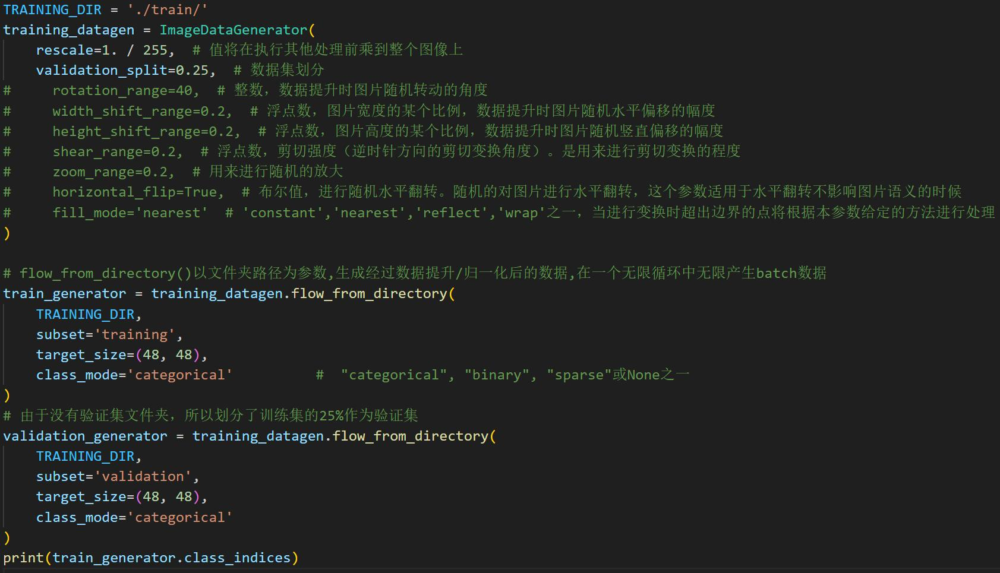 TRAINING_DIR = './train/'
training_datagen = ImageDataGenerator(
    rescale=1. / 255,  # 值将在执行其他处理前乘到整个图像上
    validation_split=0.25,  # 数据集划分
#     rotation_range=40,  # 整数，数据提升时图片随机转动的角度
#     width_shift_range=0.2,  # 浮点数，图片宽度的某个比例，数据提升时图片随机水平偏移的幅度
#     height_shift_range=0.2,  # 浮点数，图片高度的某个比例，数据提升时图片随机竖直偏移的幅度
#     shear_range=0.2,  # 浮点数，剪切强度（逆时针方向的剪切变换角度）。是用来进行剪切变换的程度
#     zoom_range=0.2,  # 用来进行随机的放大
#     horizontal_flip=True,  # 布尔值，进行随机水平翻转。随机的对图片进行水平翻转，这个参数适用于水平翻转不影响图片语义的时候
#     fill_mode='nearest'  # 'constant','nearest','reflect','wrap'之一，当进行变换时超出边界的点将根据本参数给定的方法进行处理
)
# flow_from_directory()以文件夹路径为参数,生成经过数据提升/归一化后的数据,在一个无限循环中无限产生batch数据
train_generator = training_datagen.flow_from_directory(
    TRAINING_DIR,
    subset='training',
    target_size=(48, 48),
    class_mode='categorical'          #  "categorical", "binary", "sparse"或None之一
)
# 由于没有验证集文件夹，所以划分了训练集的25%作为验证集
validation_generator = training_datagen.flow_from_directory(
    TRAINING_DIR,
    subset='validation',
    target_size=(48, 48),
    class_mode='categorical'
)
print(train_generator.class_indices)